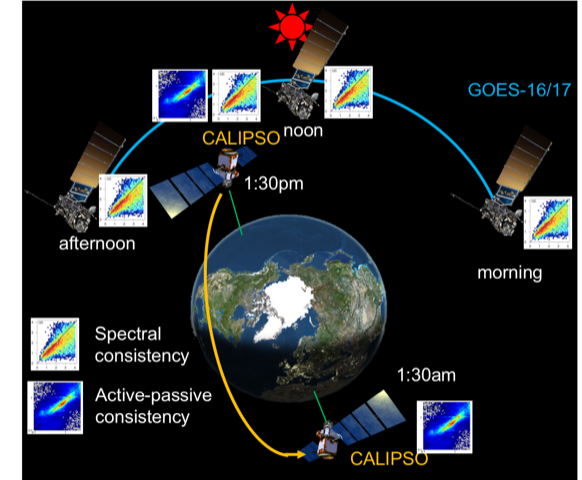 GOES-16/17
noon
CALIPSO
1:30pm
afternoon
morning
Spectral
consistency
Active-passive
consistency
1:30am
CALIPSO